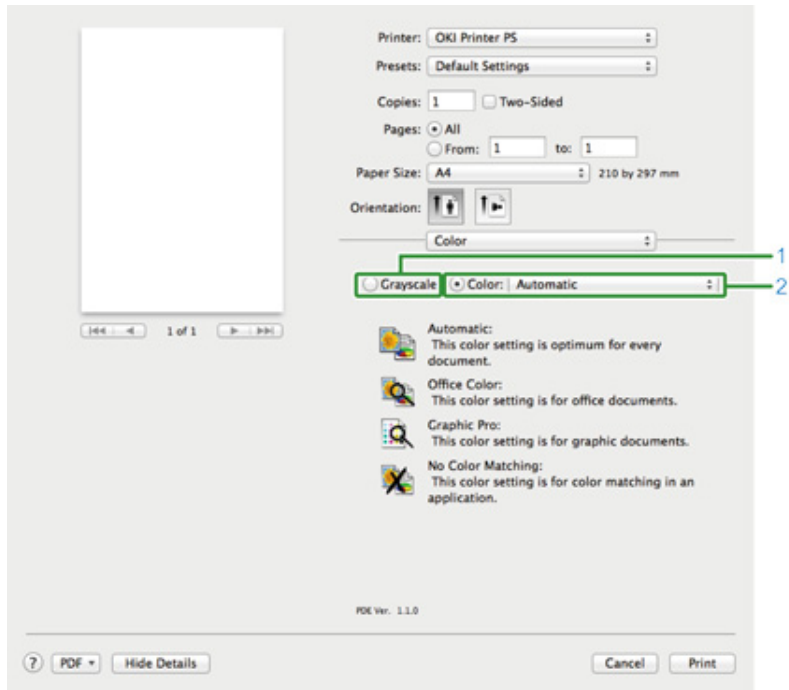 Printer: OKI Printer PS
Presets: Default Settings
Copies: 1 Two-Sided
Pages: All
From: 1 to: 1
Paper Size: A4 210 by 297 mm
Orientation:
Color
1
Grayscale Color: Automatic
2
1 of 1
Automatic:
This color setting is optimum for every
document.
Office Color:
This color setting is for office documents.
Graphic Pro:
This color setting is for graphic documents.
No Color Matching:
This color setting is for color matching in an
application.
PDE Ver. 1.1.0
? PDF Hide Details Cancel Print